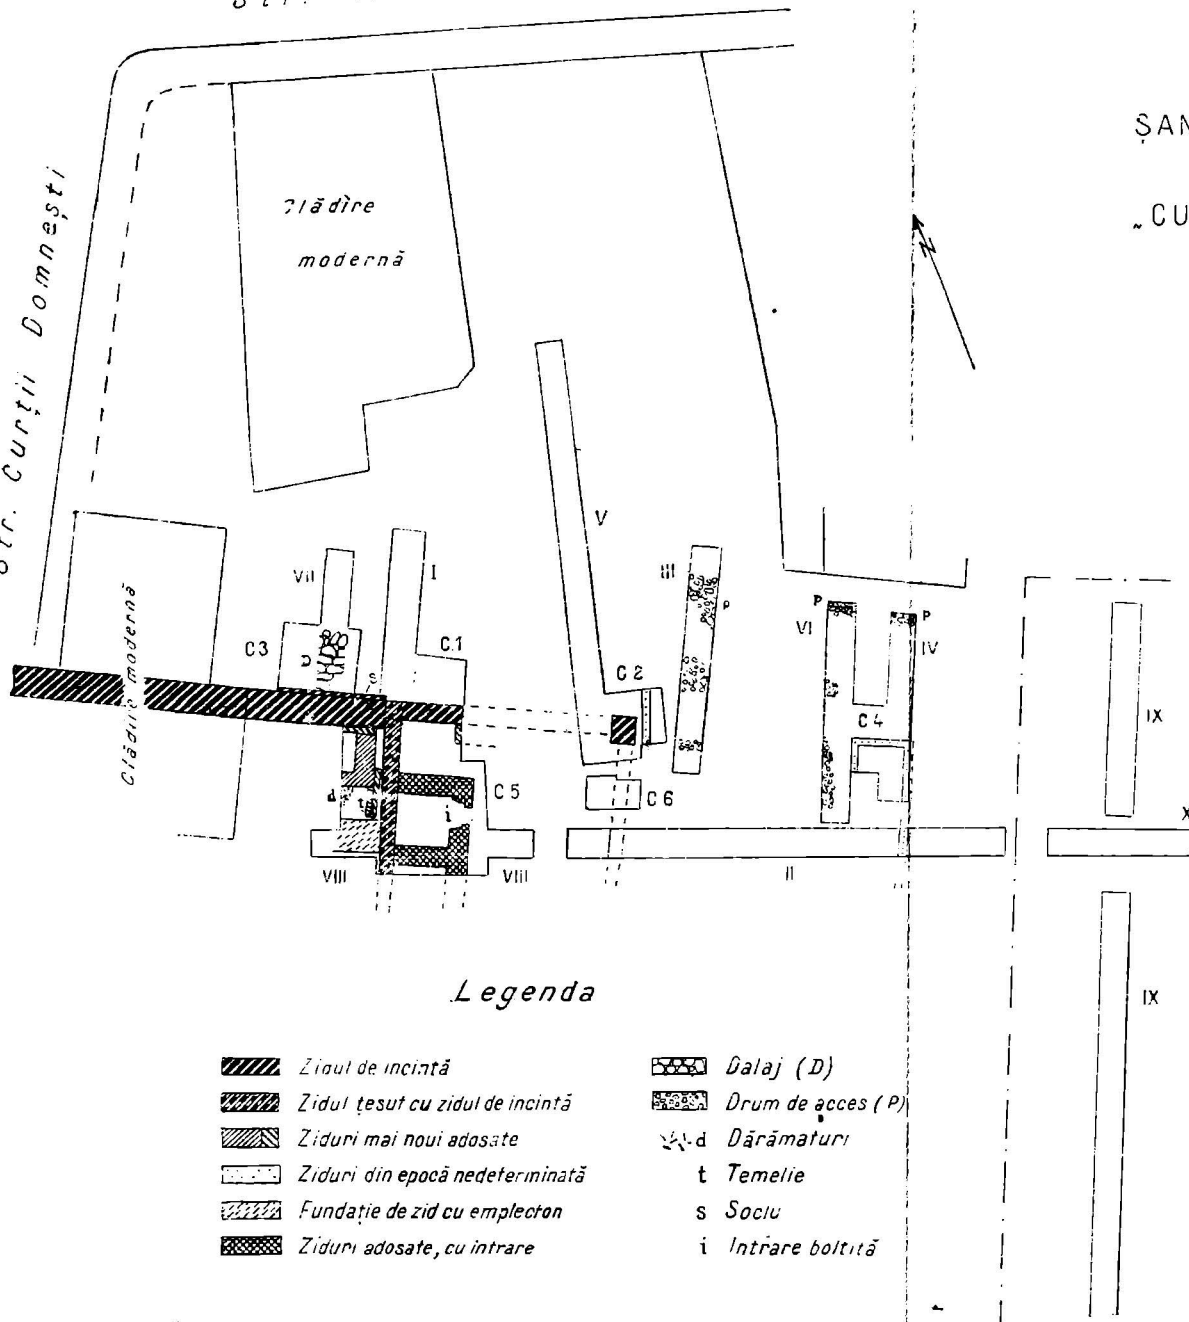 Str.
Str. Curții Domnești
ȘAN
„CU
modernă
Clădire modernă
VII
I
V
III
P
P
P
VI
IV
IX
C3
D
s
C1
C2
C4
C5
C6
d
t
i
VIII
VIII
II
X
IX
Legenda
Zidul de incintă
Zidul țesut cu zidul de incintă
Ziduri mai noui adosate
Ziduri din epocă nedeterminată
Fundație de zid cu emplecton
Ziduri adosate, cu intrare
Dalaj (D)
Drum de acces (P)
d Dărâmaturi
t Temelie
s Soclu
i Intrare boltită